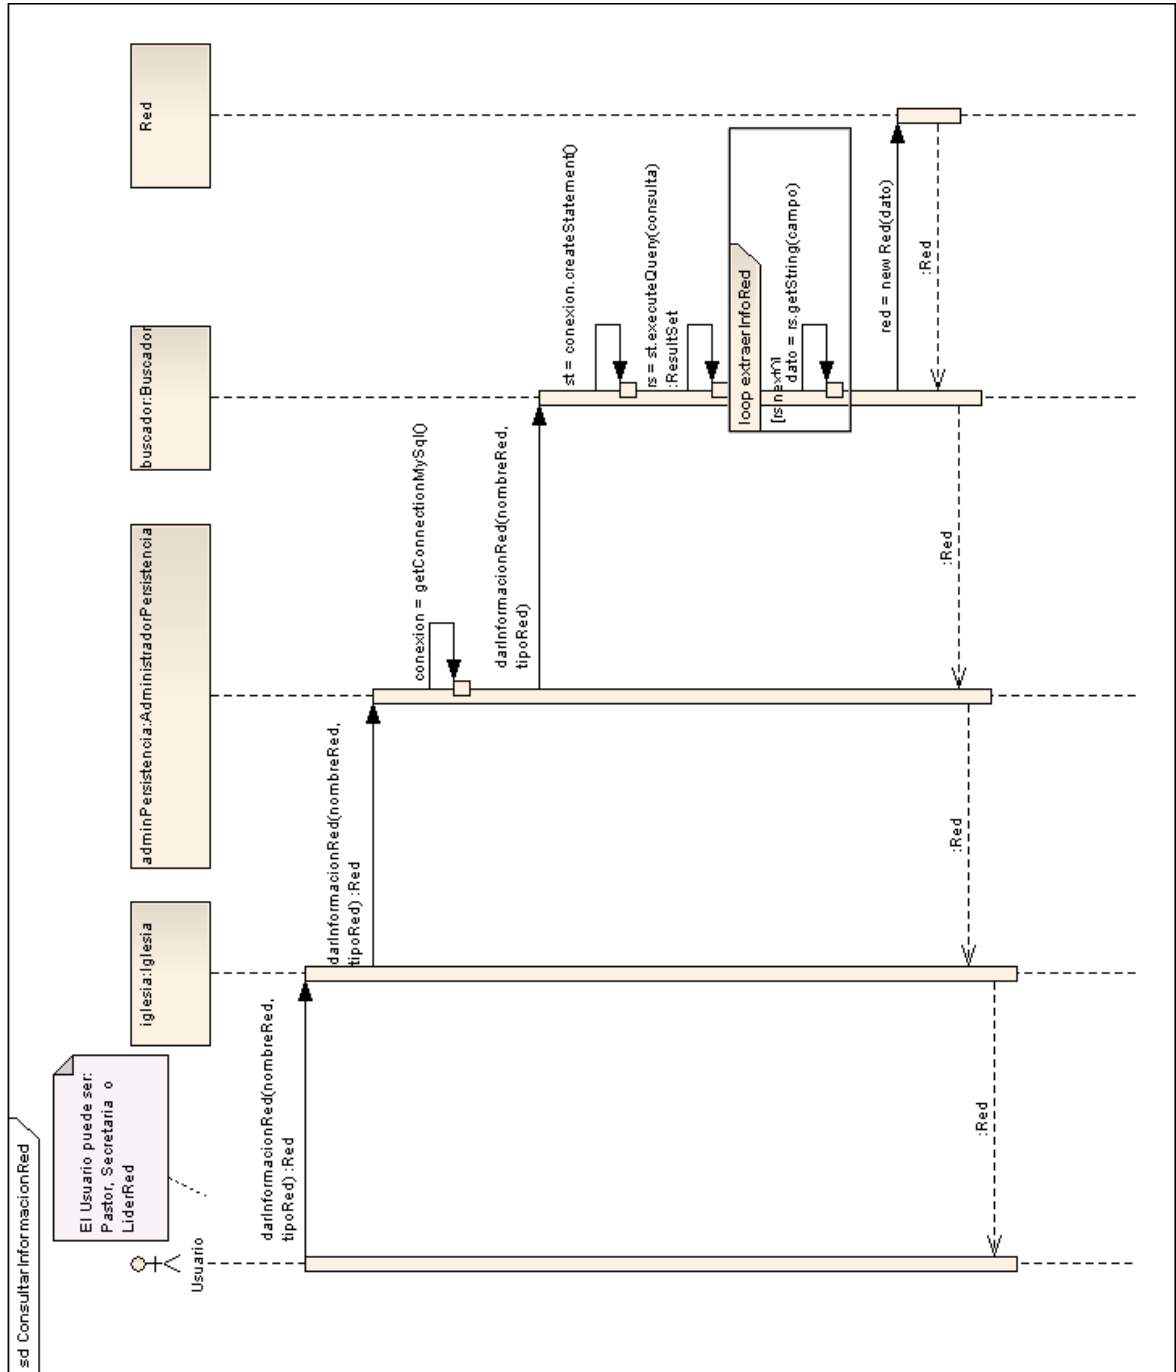 sd ConsultarInformacionRed
El Usuario puede ser:
Pastor, Secretaria o
LiderRed
Usuario
iglesia:Iglesia
adminPersistencia:AdministradorPersistencia
buscador:Buscador
Red
darInformacionRed(nombreRed,
tipoRed) :Red
darInformacionRed(nombreRed,
tipoRed) :Red
conexion = getConnectionMySql()
darInformacionRed(nombreRed,
tipoRed)
st = conexion.createStatement()
rs = st.executeQuery(consulta)
:ResultSet
loop extraerInfoRed
[rs.next()]
dato = rs.getString(campo)
red = new Red(dato)
:Red
:Red
:Red
:Red